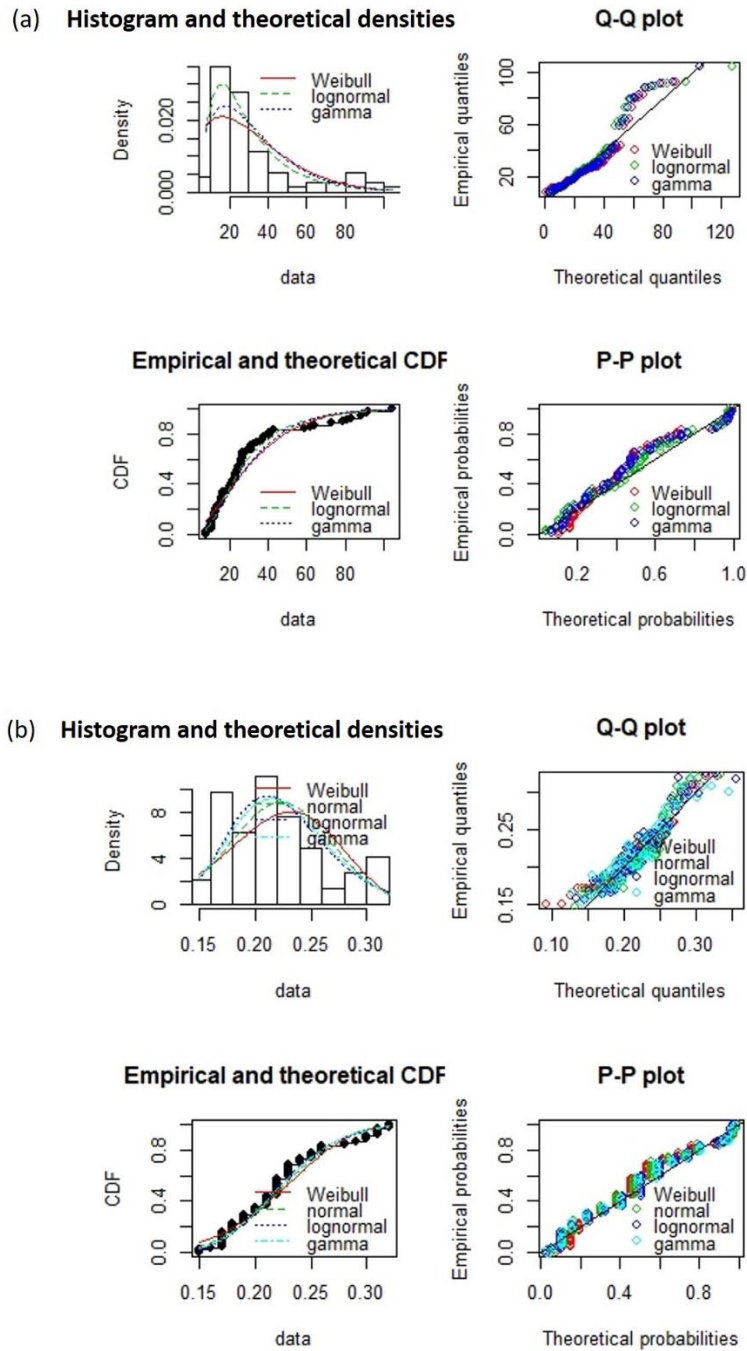 (a) Histogram and theoretical densities
Q-Q plot
Density
0.000 0.020
Weibull
lognormal
gamma
20 40 60 80
data
Empirical quantiles
20 60 100
Weibull
lognormal
gamma
0 40 80 120
Theoretical quantiles
Empirical and theoretical CDF
P-P plot
CDF
0.0 0.4 0.8
Weibull
lognormal
gamma
20 40 60 80
data
Empirical probabilities
0.0 0.4 0.8
Weibull
lognormal
gamma
0.2 0.6 1.0
Theoretical probabilities
(b) Histogram and theoretical densities
Q-Q plot
Density
0 4 8
Weibull
normal
lognormal
gamma
0.15 0.20 0.25 0.30
data
Empirical quantiles
0.15 0.25
Weibull
normal
lognormal
gamma
0.10 0.20 0.30
Theoretical quantiles
Empirical and theoretical CDF
P-P plot
CDF
0.0 0.4 0.8
Weibull
normal
lognormal
gamma
0.15 0.20 0.25 0.30
data
Empirical probabilities
0.0 0.4 0.8
Weibull
normal
lognormal
gamma
0.0 0.4 0.8
Theoretical probabilities